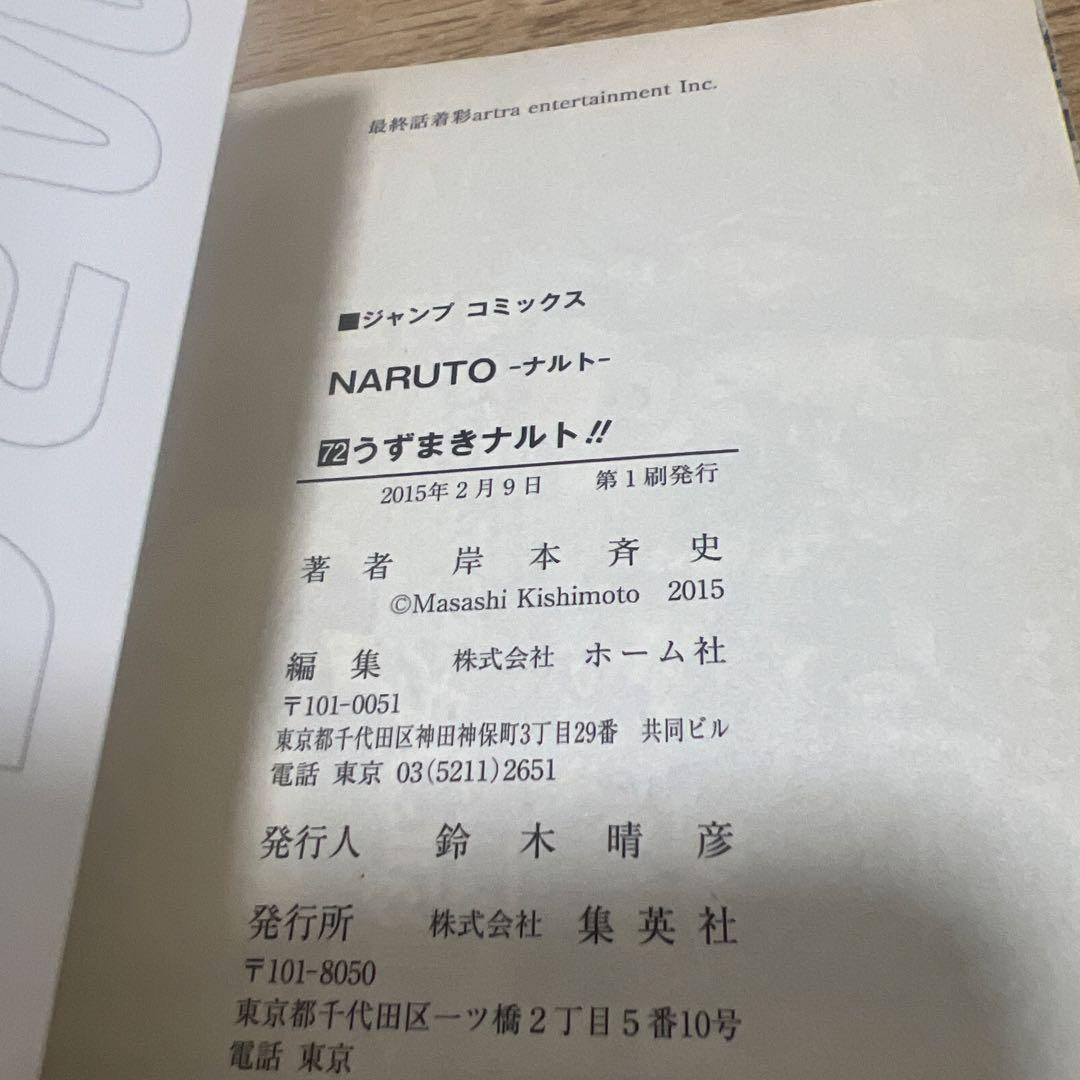 最終話着彩artra entertainment Inc.
■ジャンプ コミックス
NARUTO -ナルト-
72うずまきナルト!!
2015年2月9日 第1刷発行
著者 岸本斉史
©Masashi Kishimoto 2015
編集 株式会社 ホーム社
〒101-0051
東京都千代田区神田神保町3丁目29番 共同ビル
電話 東京 03(5211)2651
発行人 鈴木晴彦
発行所 株式会社 集英社
〒101-8050
東京都千代田区一ツ橋2丁目5番10号
電話 東京